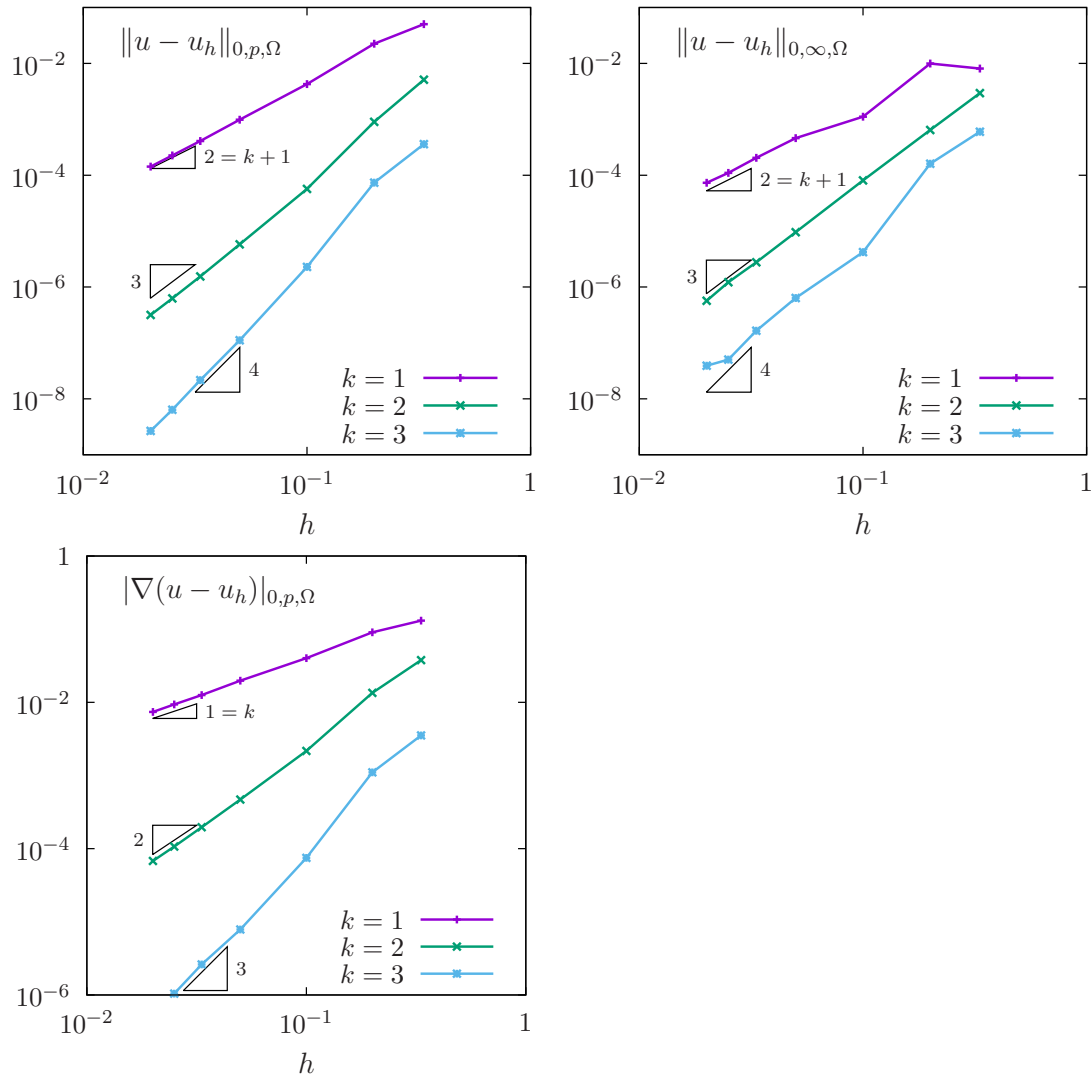 ‖u − u_h‖_{0,p,Ω}
10^{−2}
10^{−4}
10^{−6}
10^{−8}
2 = k + 1
3
4
k = 1
k = 2
k = 3
10^{−2} 10^{−1} 1
h
‖u − u_h‖_{0,∞,Ω}
10^{−2}
10^{−4}
10^{−6}
10^{−8}
2 = k + 1
3
4
k = 1
k = 2
k = 3
10^{−2} 10^{−1} 1
h
|∇(u − u_h)|_{0,p,Ω}
1
10^{−2}
10^{−4}
10^{−6}
1 = k
2
3
k = 1
k = 2
k = 3
10^{−2} 10^{−1} 1
h